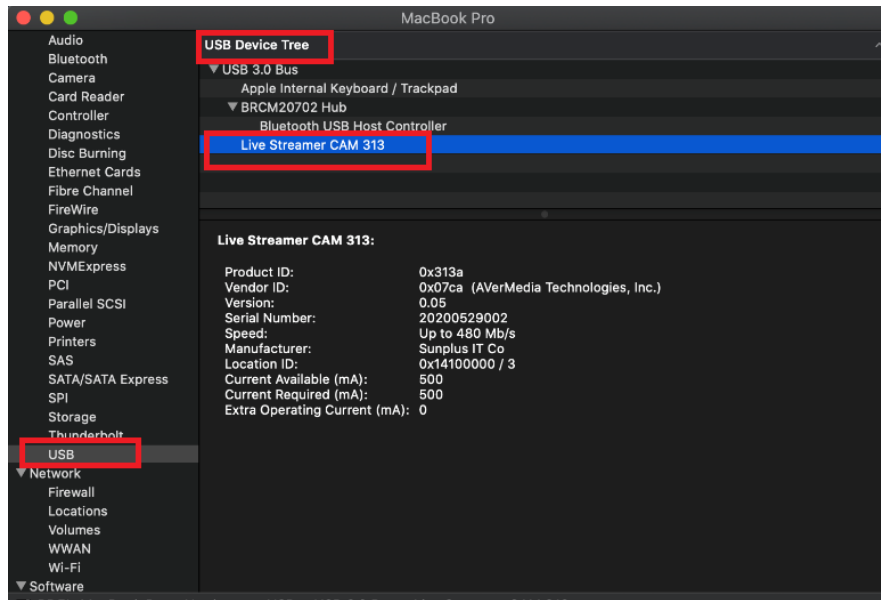 MacBook Pro
Audio
Bluetooth
Camera
Card Reader
Controller
Diagnostics
Disc Burning
Ethernet Cards
Fibre Channel
FireWire
Graphics/Displays
Memory
NVMExpress
PCI
Parallel SCSI
Power
Printers
SAS
SATA/SATA Express
SPI
Storage
Thunderbolt
USB
Network
Firewall
Locations
Volumes
WWAN
Wi-Fi
Software
USB Device Tree
USB 3.0 Bus
Apple Internal Keyboard / Trackpad
BRCM20702 Hub
Bluetooth USB Host Controller
Live Streamer CAM 313
Live Streamer CAM 313:
Product ID: 0x313a
Vendor ID: 0x07ca (AVerMedia Technologies, Inc.)
Version: 0.05
Serial Number: 20200529002
Speed: Up to 480 Mb/s
Manufacturer: Sunplus IT Co
Location ID: 0x14100000 / 3
Current Available (mA): 500
Current Required (mA): 500
Extra Operating Current (mA): 0